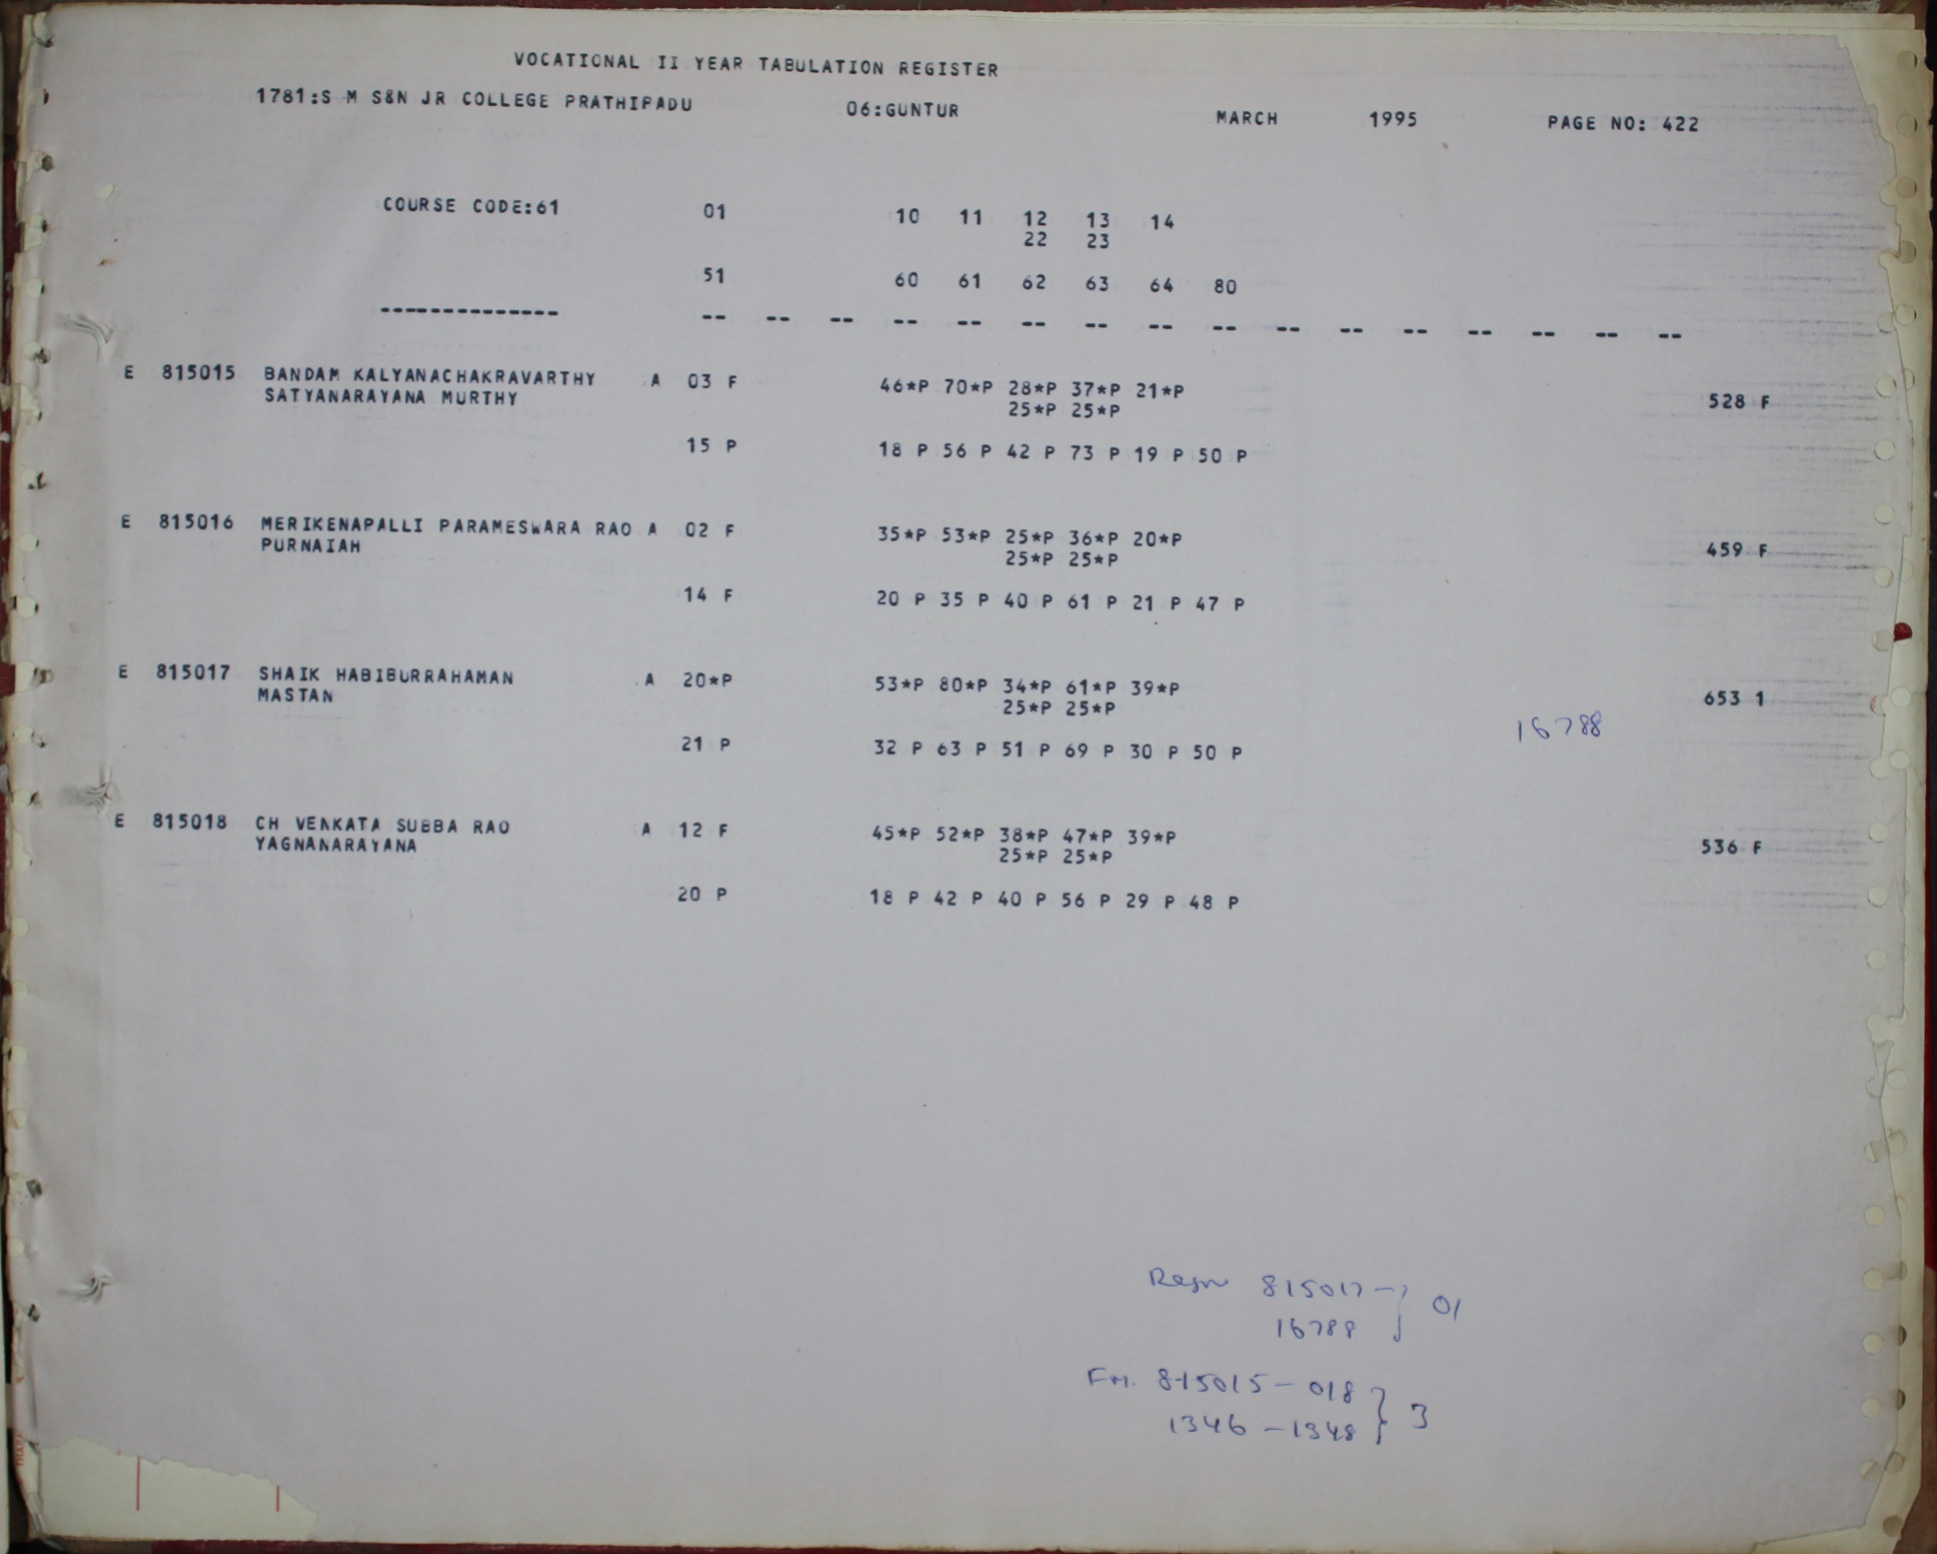 VOCATIONAL II YEAR TABULATION REGISTER
1781:S M S&N JR COLLEGE PRATHIPADU 06:GUNTUR MARCH 1995 PAGE NO: 422
COURSE CODE:61 01 10 11 12 13 14
22 23
51 60 61 62 63 64 80
-------------- -- -- -- -- -- -- -- -- -- -- -- -- -- -- -- --
E 815015 BANDAM KALYANACHAKRAVARTHY A 03 F 46*P 70*P 28*P 37*P 21*P
SATYANARAYANA MURTHY 25*P 25*P 528 F
15 P 18 P 56 P 42 P 73 P 19 P 50 P
E 815016 MERIKENAPALLI PARAMESWARA RAO A 02 F 35*P 53*P 25*P 36*P 20*P
PURNAIAH 25*P 25*P 459 F
14 F 20 P 35 P 40 P 61 P 21 P 47 P
E 815017 SHAIK HABIBURRAHAMAN A 20*P 53*P 80*P 34*P 61*P 39*P
MASTAN 25*P 25*P 653 1
16788
21 P 32 P 63 P 51 P 69 P 30 P 50 P
E 815018 CH VENKATA SUBBA RAO A 12 F 45*P 52*P 38*P 47*P 39*P
YAGNANARAYANA 25*P 25*P 536 F
20 P 18 P 42 P 40 P 56 P 29 P 48 P
815017 - } 01
16788
815015 - 018 } 3
1346 - 1348